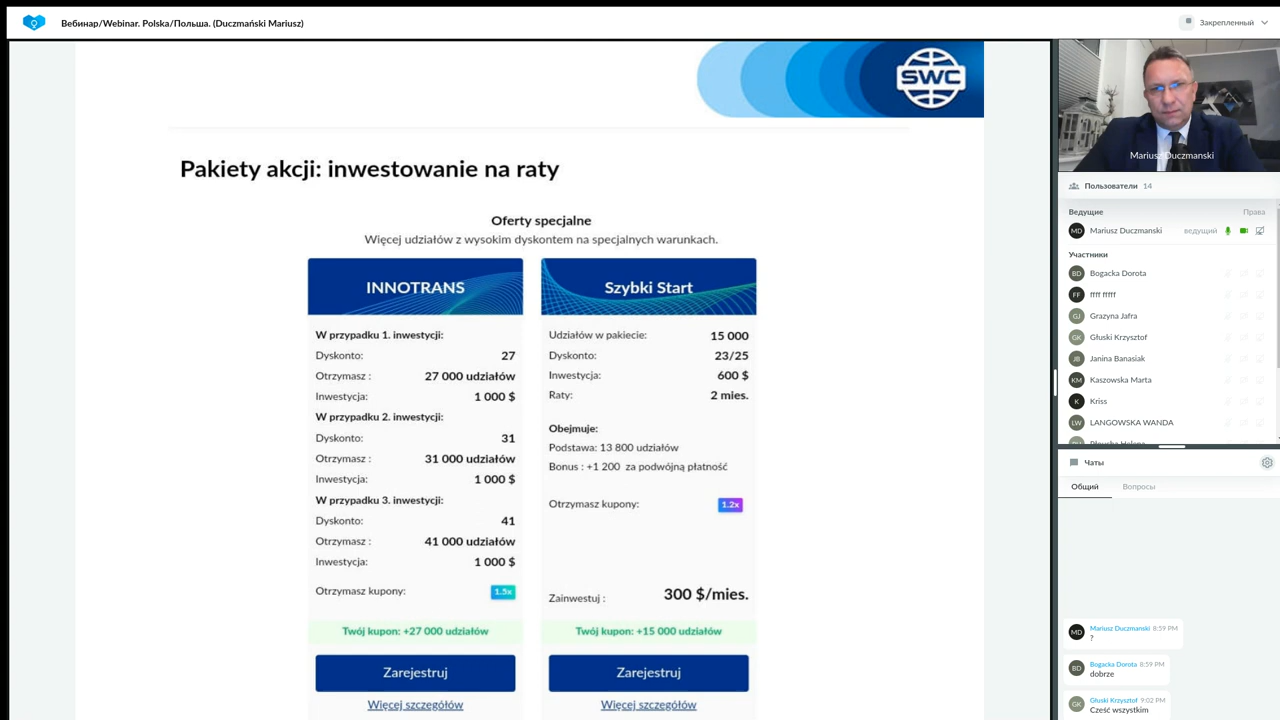 Вебинар/Webinar. Polska/Польша. (Duczmański Mariusz)
Закрепленный
SWC
Pakiety akcji: inwestowanie na raty
Oferty specjalne
Więcej udziałów z wysokim dyskontem na specjalnych warunkach.
INNOTRANS
W przypadku 1. inwestycji:
Dyskonto: 27
Otrzymasz : 27 000 udziałów
Inwestycja: 1 000 $
W przypadku 2. inwestycji:
Dyskonto: 31
Otrzymasz : 31 000 udziałów
Inwestycja: 1 000 $
W przypadku 3. inwestycji:
Dyskonto: 41
Otrzymasz : 41 000 udziałów
Inwestycja: 1 000 $
Otrzymasz kupony: 1.5x
Twój kupon: +27 000 udziałów
Zarejestruj
Więcej szczegółów
Szybki Start
Udziałów w pakiecie: 15 000
Dyskonto: 23/25
Inwestycja: 600 $
Raty: 2 mies.
Obejmuje:
Podstawa: 13 800 udziałów
Bonus : +1 200 za podwójną płatność
Otrzymasz kupony: 1.2x
Zainwestuj : 300 $/mies.
Twój kupon: +15 000 udziałów
Zarejestruj
Więcej szczegółów
Mariusz Duczmanski
Пользователи 14
Ведущие Права
MD Mariusz Duczmanski ведущий
Участники
BD Bogacka Dorota
FF ffff fffff
GJ Grazyna Jafra
GK Głuski Krzysztof
JB Janina Banasiak
KM Kaszowska Marta
K Kriss
LW LANGOWSKA WANDA
Чаты
Общий Вопросы
MD Mariusz Duczmanski 8:59 PM
?
BD Bogacka Dorota 8:59 PM
dobrze
GK Głuski Krzysztof 9:02 PM
Cześć wszystkim